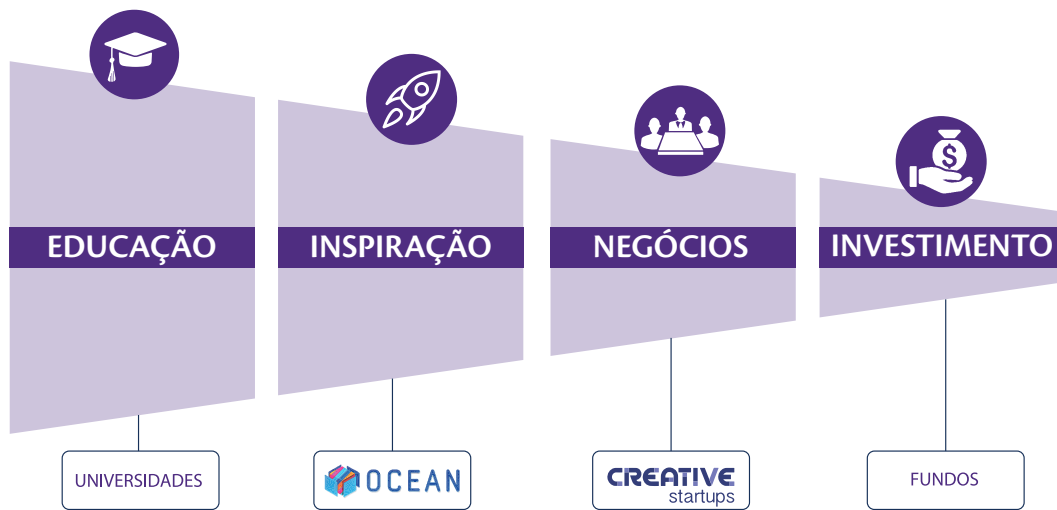 EDUCAÇÃO
INSPIRAÇÃO
NEGÓCIOS
INVESTIMENTO
$
UNIVERSIDADES
OCEAN
CREATIVE
startups
FUNDOS